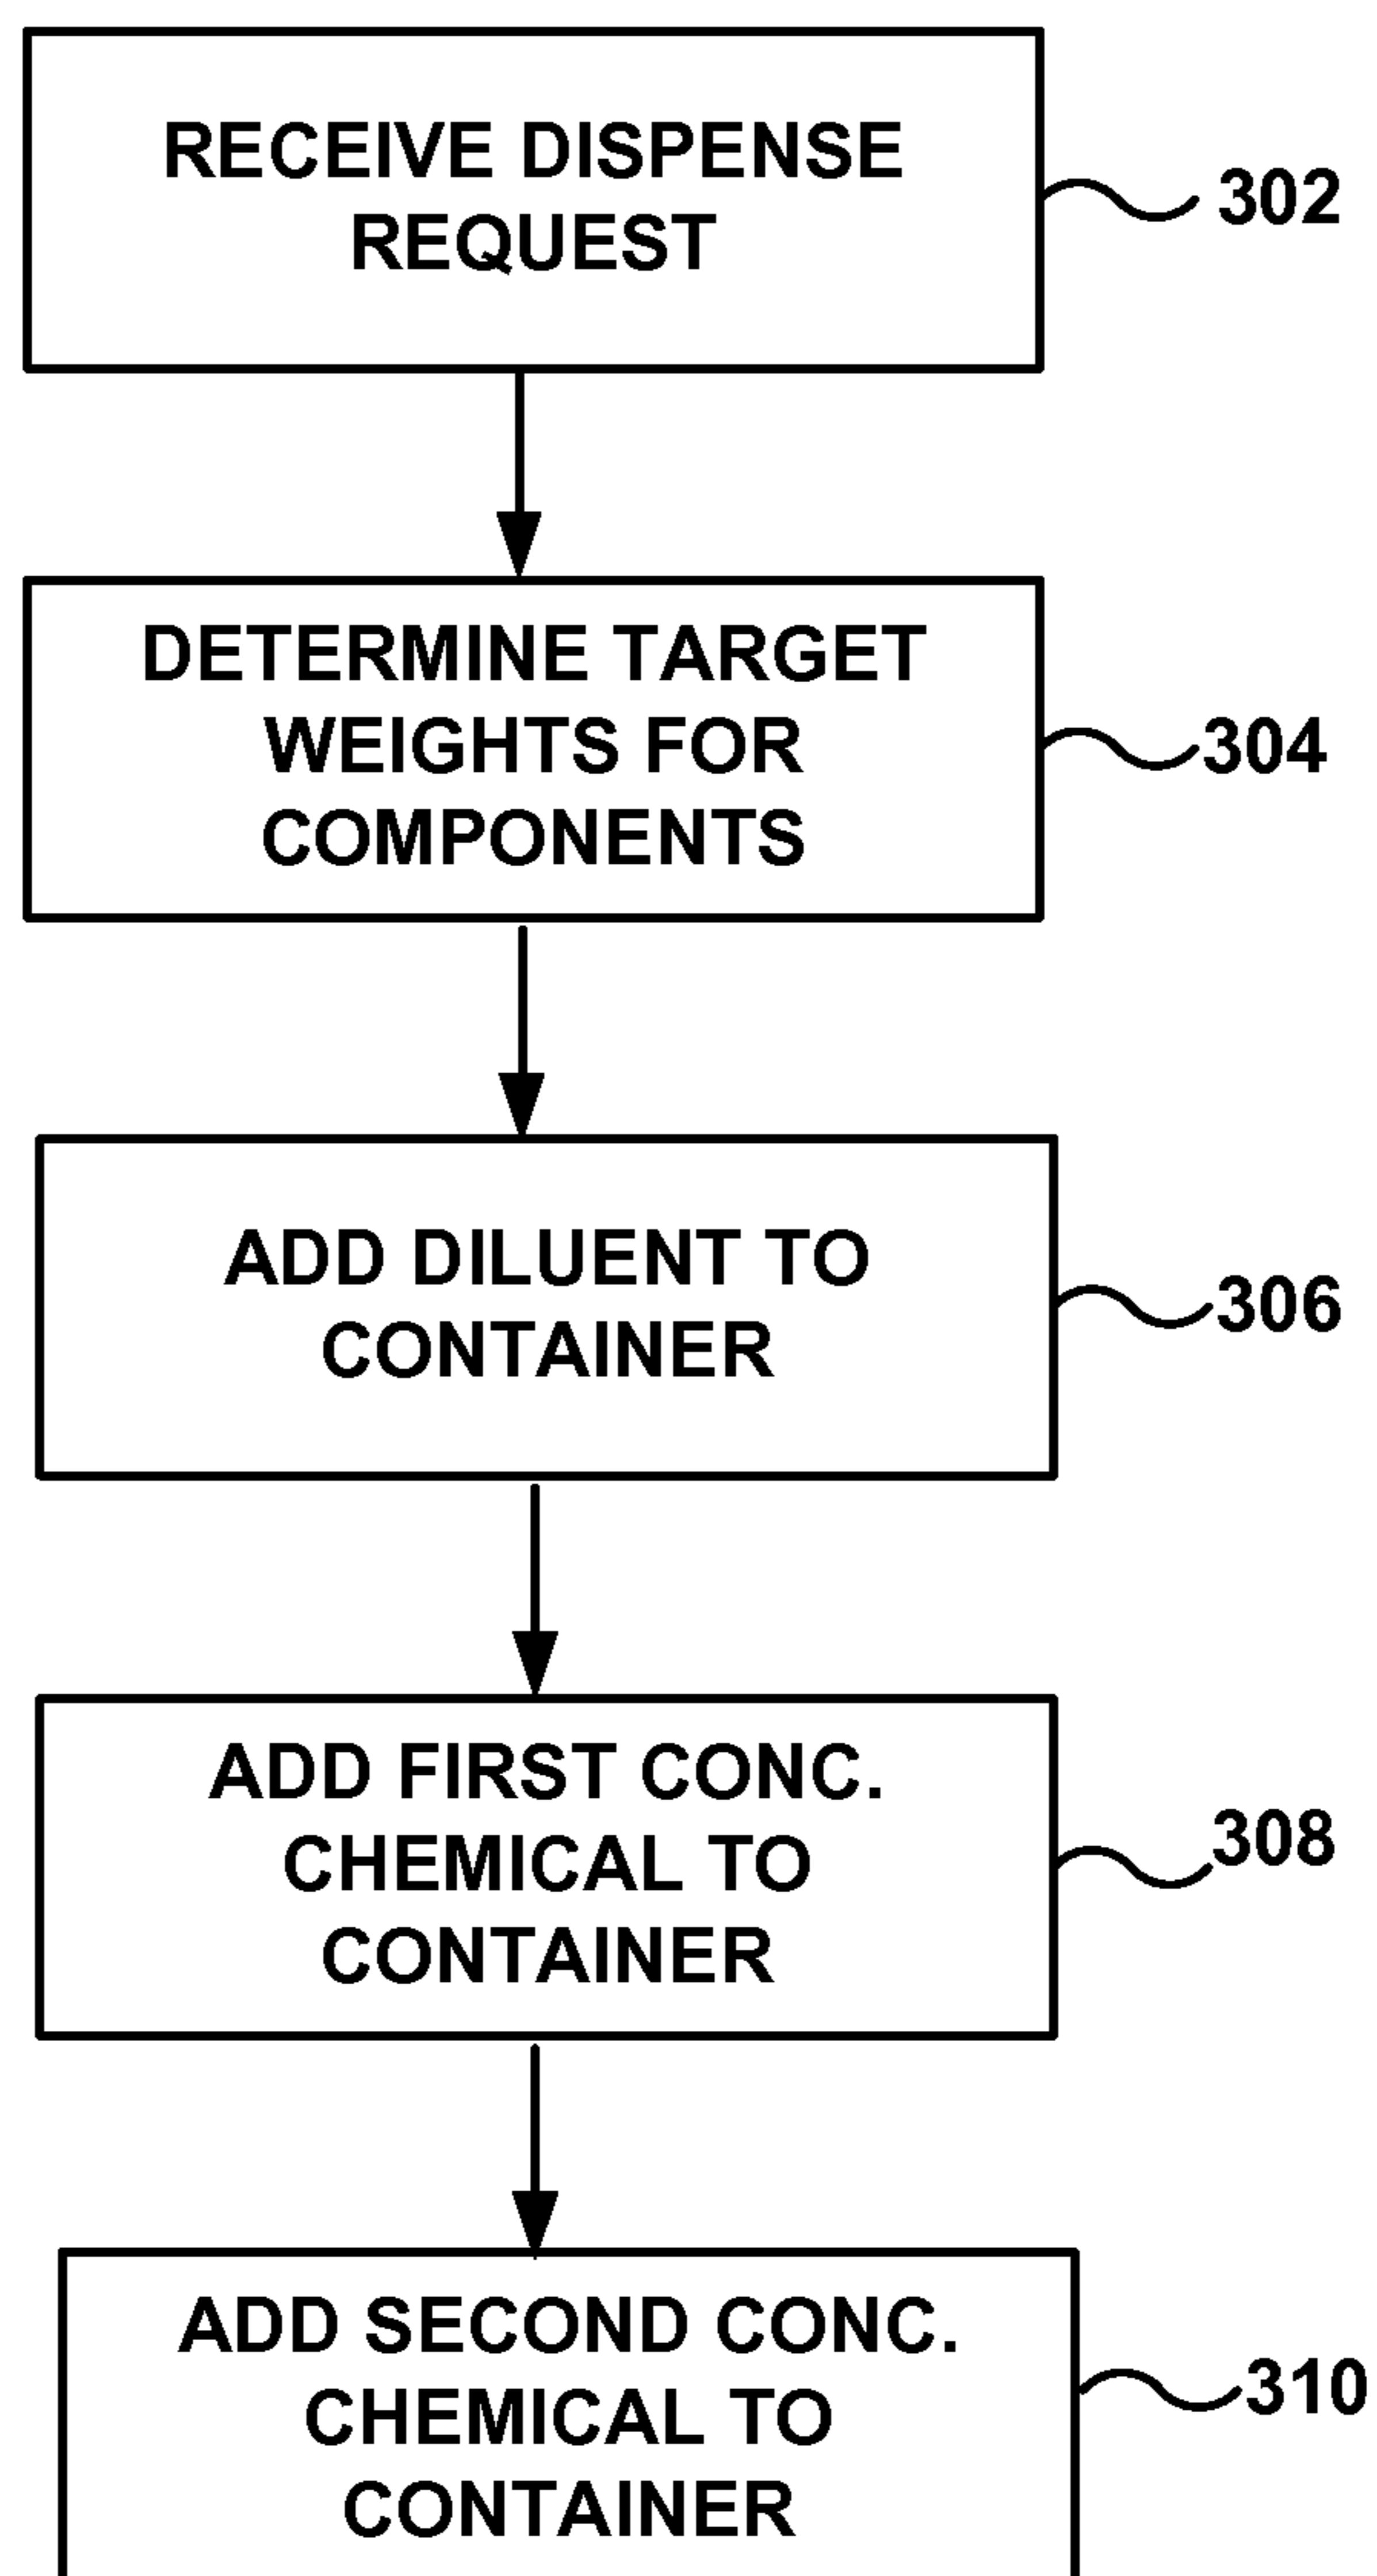 RECEIVE DISPENSE
REQUEST
302
DETERMINE TARGET
WEIGHTS FOR
COMPONENTS
304
ADD DILUENT TO
CONTAINER
306
ADD FIRST CONC.
CHEMICAL TO
CONTAINER
308
ADD SECOND CONC.
CHEMICAL TO
CONTAINER
310